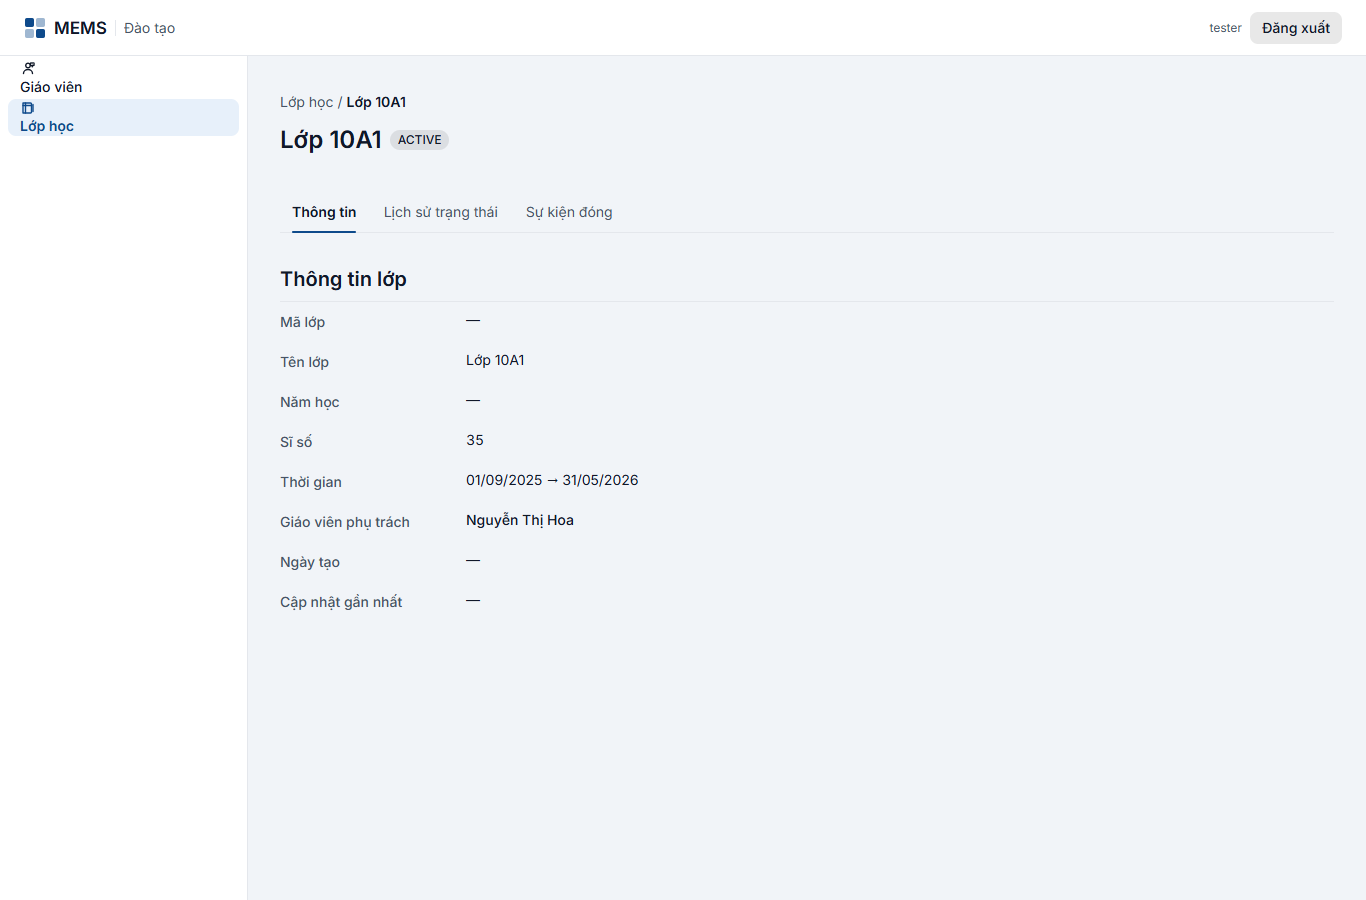 MEMS Đào tạo
tester Đăng xuất
Giáo viên
Lớp học
Lớp học / Lớp 10A1
Lớp 10A1 ACTIVE
Thông tin Lịch sử trạng thái Sự kiện đóng
Thông tin lớp
Mã lớp —
Tên lớp Lớp 10A1
Năm học —
Sĩ số 35
Thời gian 01/09/2025 → 31/05/2026
Giáo viên phụ trách Nguyễn Thị Hoa
Ngày tạo —
Cập nhật gần nhất —